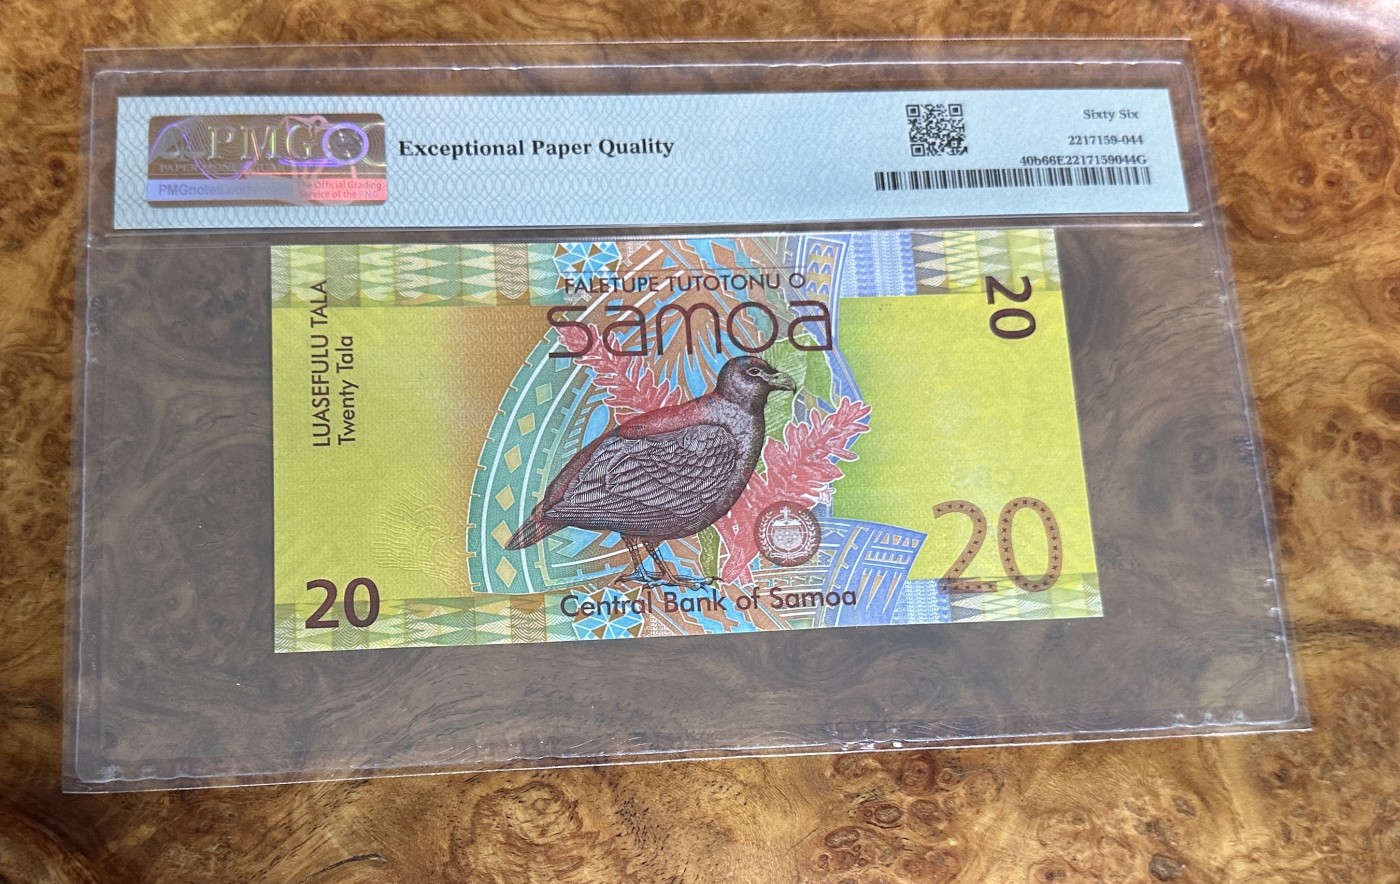 PMG
PMGnotes.com
The Official Grading
Service of the P.N.G.
Exceptional Paper Quality
Sixty Six
2217159-044
40b66E2217159044G
LUASEFULU TALA
Twenty Tala
FALETUPE TUTOTONU O
samoa
20
20
20
Central Bank of Samoa